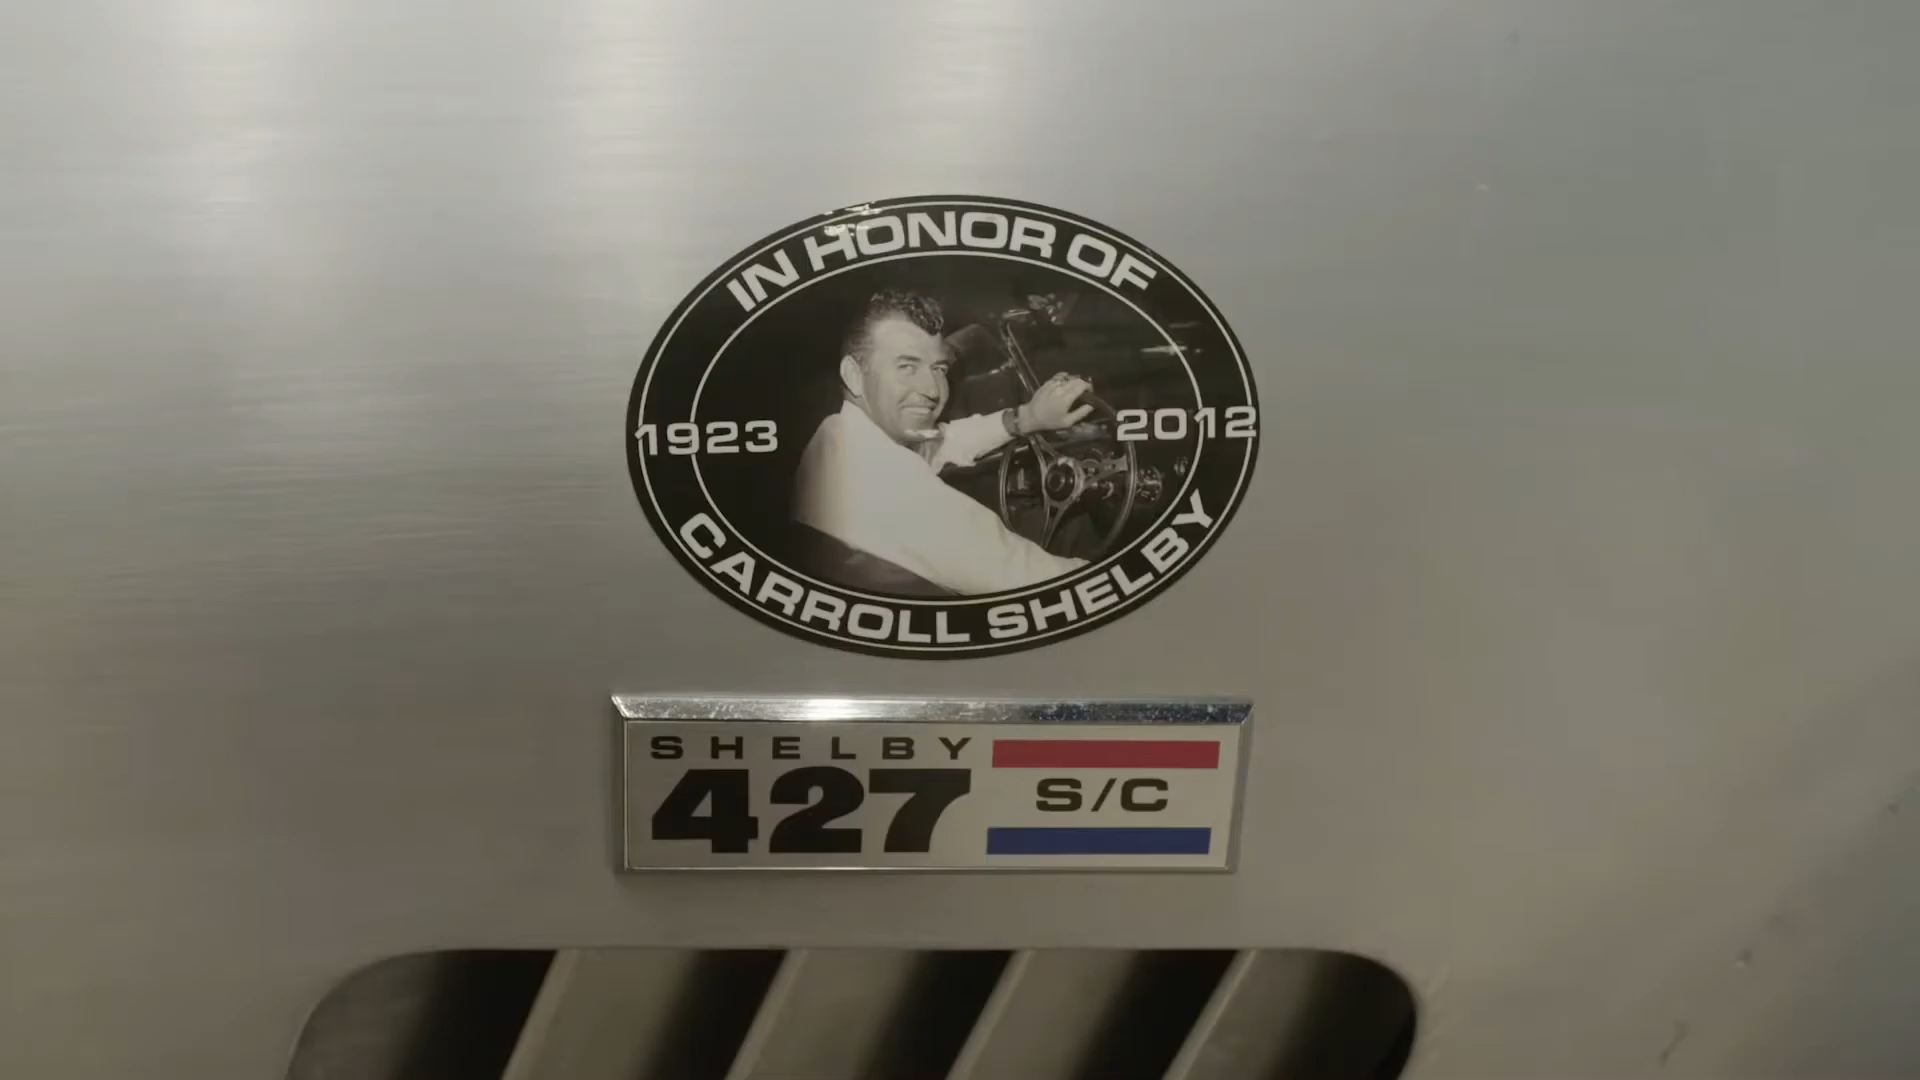 IN HONOR OF
1923 2012
CARROLL SHELBY
SHELBY
427 S/C